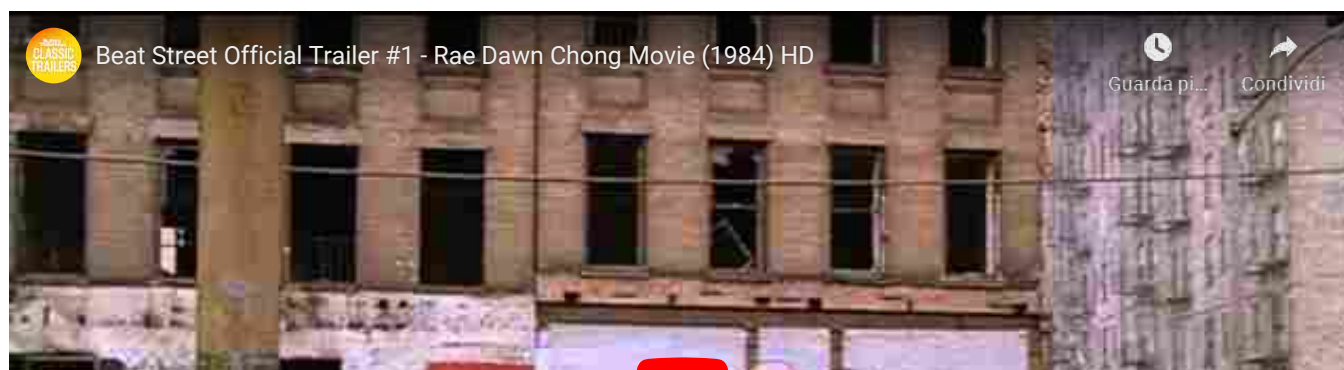 Beat Street Official Trailer #1 - Rae Dawn Chong Movie (1984) HD
CLASSIC
TRAILERS
Guarda pi...
Condividi